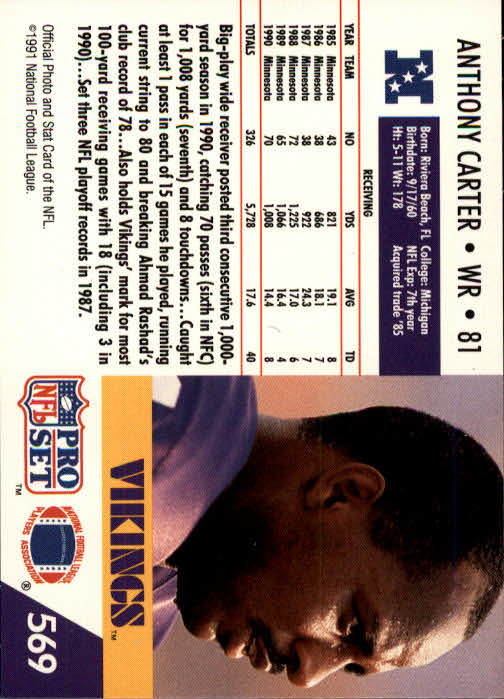 ANTHONY CARTER • WR • 81
N
Born: Riviera Beach, FL College: Michigan
Birthdate: 9/17/60 NFL Exp: 7th year
Ht: 5-11 Wt: 178 Acquired trade '85
RECEIVING
YEAR TEAM NO YDS AVG TD
1985 Minnesota 43 821 19.1 8
1986 Minnesota 38 686 18.1 7
1987 Minnesota 38 922 24.3 7
1988 Minnesota 72 1,225 17.0 6
1989 Minnesota 65 1,066 16.4 4
1990 Minnesota 70 1,008 14.4 8
TOTALS 326 5,728 17.6 40
Big-play wide receiver posted third consecutive 1,000-
yard season in 1990, catching 70 passes (sixth in NFC)
for 1,008 yards (seventh) and 8 touchdowns...Caught
at least 1 pass in each of 15 games he played, running
current string to 80 and breaking Ahmad Rashad's
club record of 78...Also holds Vikings' mark for most
100-yard receiving games with 18 (including 3 in
1990)...Set three NFL playoff records in 1987.
Official Photo and Stat Card of the NFL.
©1991 National Football League.
VIKINGS™
NFL
PRO
SET™
NATIONAL FOOTBALL LEAGUE
PLAYERS ASSOCIATION®
569